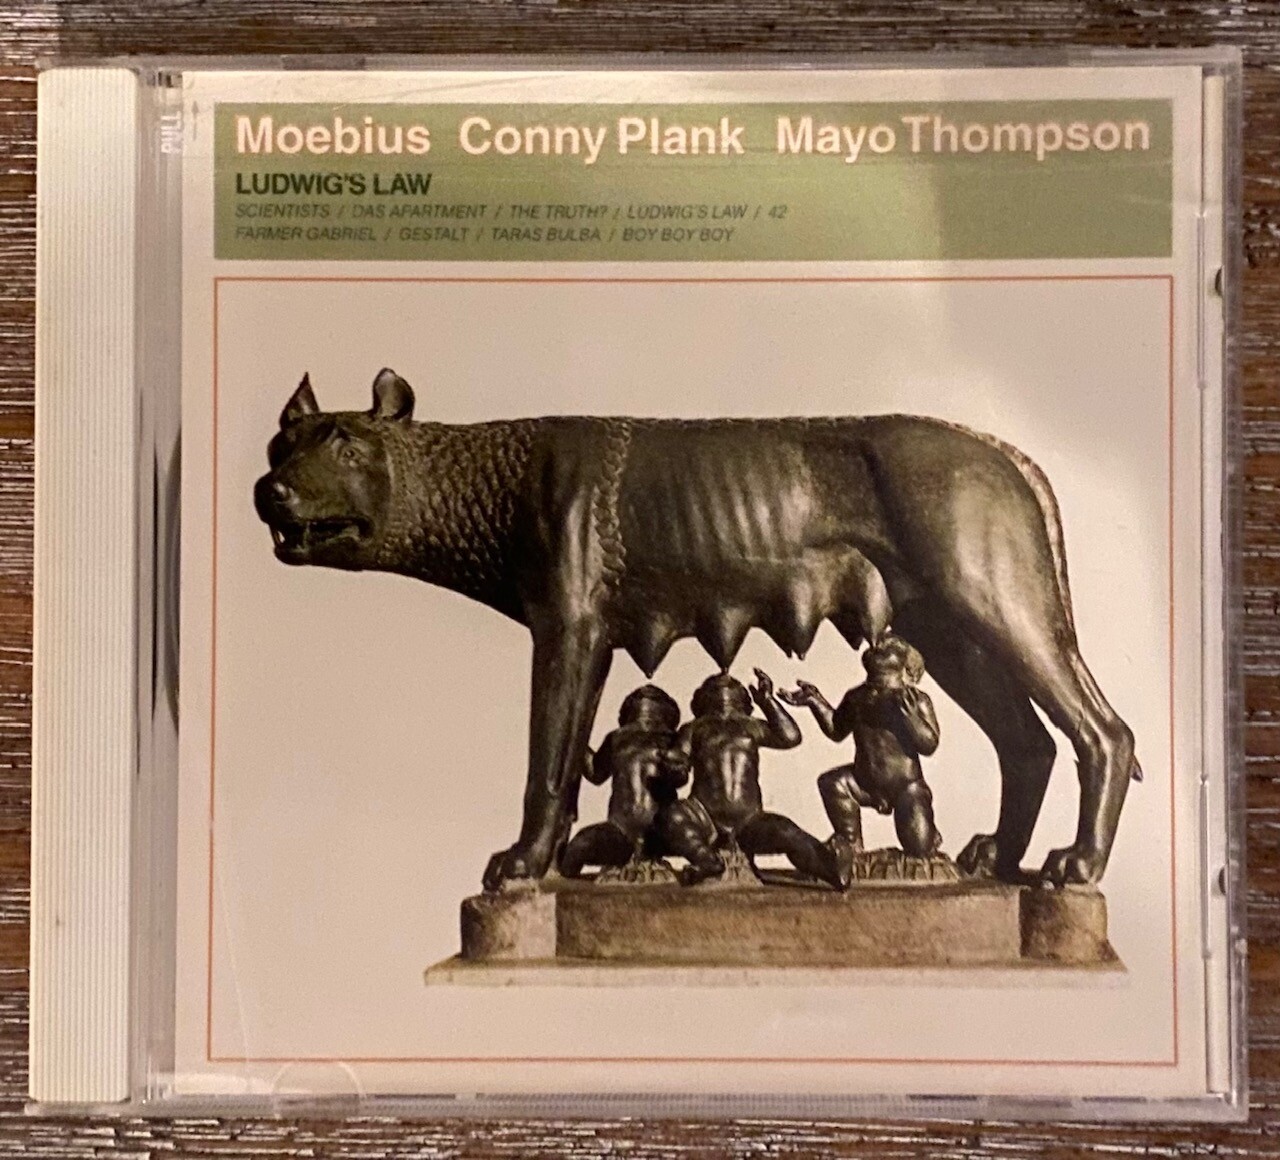 PULL
Moebius Conny Plank Mayo Thompson
LUDWIG'S LAW
SCIENTISTS / DAS APARTMENT / THE TRUTH? / LUDWIG'S LAW / 42
FARMER GABRIEL / GESTALT / TARAS BULBA / BOY BOY BOY